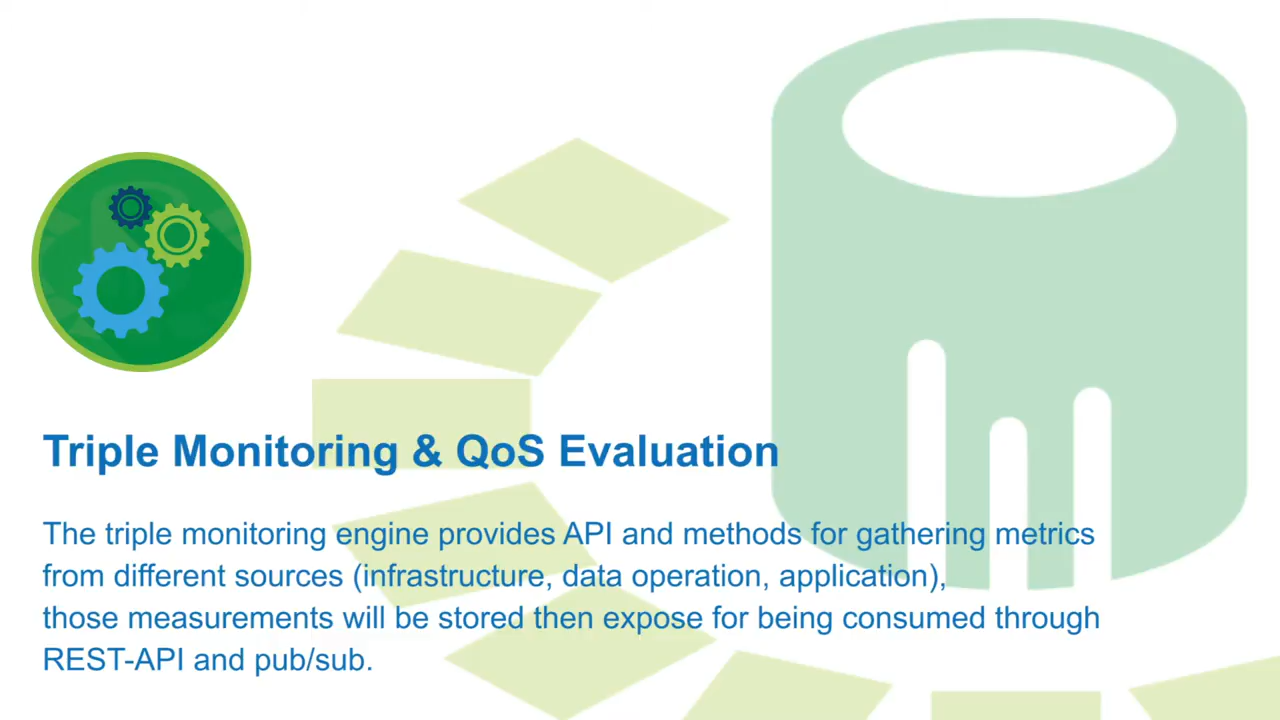 Triple Monitoring & QoS Evaluation
The triple monitoring engine provides API and methods for gathering metrics
from different sources (infrastructure, data operation, application),
those measurements will be stored then expose for being consumed through
REST-API and pub/sub.